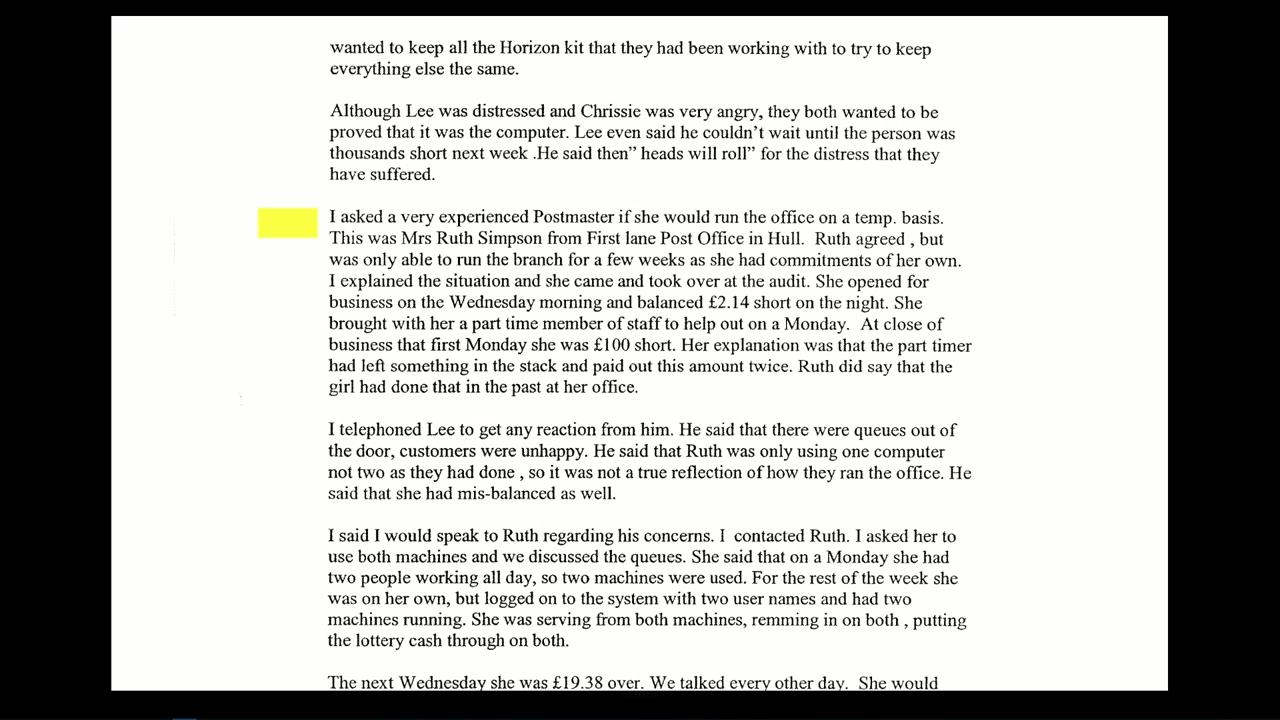 wanted to keep all the Horizon kit that they had been working with to try to keep
everything else the same.
Although Lee was distressed and Chrissie was very angry, they both wanted to be
proved that it was the computer. Lee even said he couldn't wait until the person was
thousands short next week .He said then” heads will roll” for the distress that they
have suffered.
I asked a very experienced Postmaster if she would run the office on a temp. basis.
This was Mrs Ruth Simpson from First lane Post Office in Hull.  Ruth agreed , but
was only able to run the branch for a few weeks as she had commitments of her own.
I explained the situation and she came and took over at the audit. She opened for
business on the Wednesday morning and balanced £2.14 short on the night. She
brought with her a part time member of staff to help out on a Monday.  At close of
business that first Monday she was £100 short. Her explanation was that the part timer
had left something in the stack and paid out this amount twice. Ruth did say that the
girl had done that in the past at her office.
I telephoned Lee to get any reaction from him. He said that there were queues out of
the door, customers were unhappy. He said that Ruth was only using one computer
not two as they had done , so it was not a true reflection of how they ran the office. He
said that she had mis-balanced as well.
I said I would speak to Ruth regarding his concerns. I  contacted Ruth. I asked her to
use both machines and we discussed the queues. She said that on a Monday she had
two people working all day, so two machines were used. For the rest of the week she
was on her own, but logged on to the system with two user names and had two
machines running. She was serving from both machines, remming in on both , putting
the lottery cash through on both.
The next Wednesday she was £19.38 over. We talked every other day.  She would